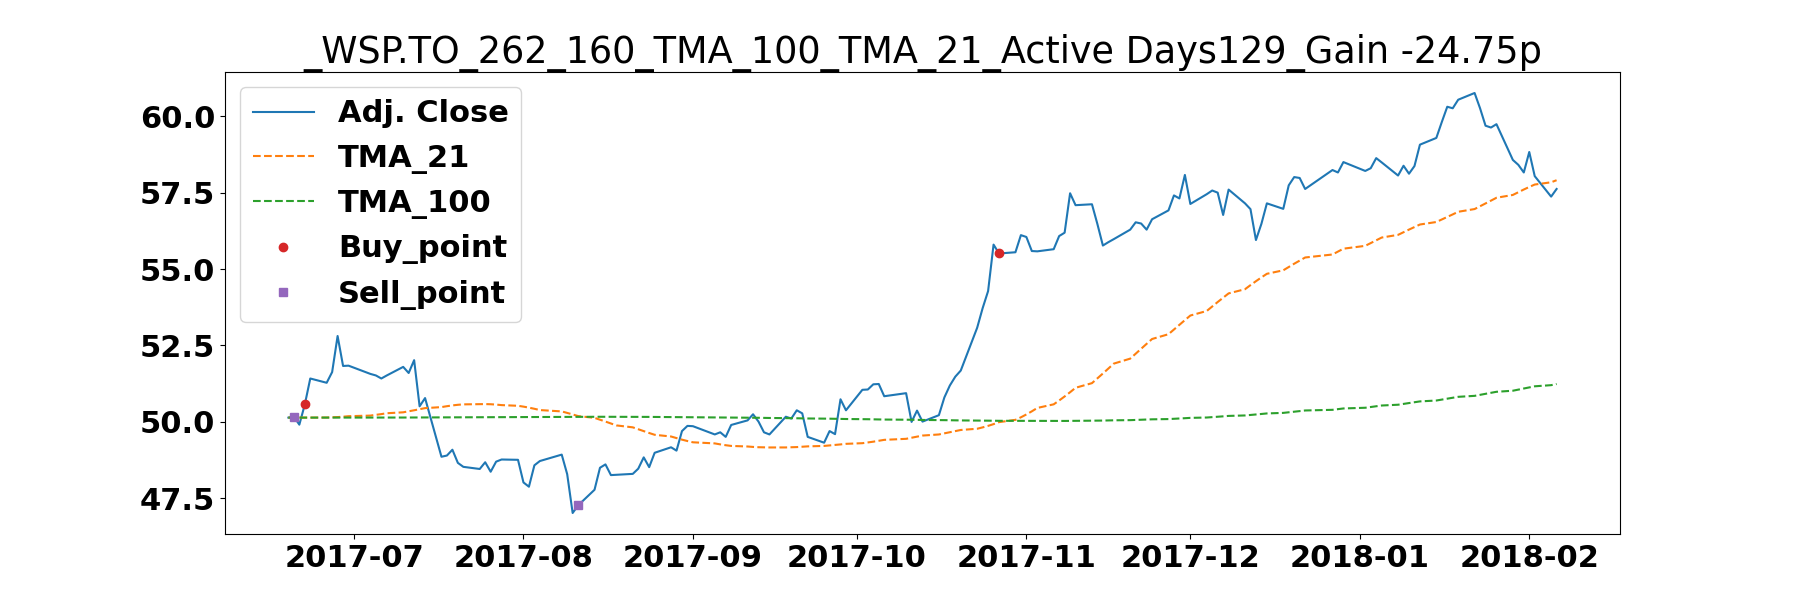 _WSP.TO_262_160_TMA_100_TMA_21_Active Days129_Gain -24.75p
60.0
57.5
55.0
52.5
50.0
47.5
Adj. Close
TMA_21
TMA_100
Buy_point
Sell_point
2017-07 2017-08 2017-09 2017-10 2017-11 2017-12 2018-01 2018-02